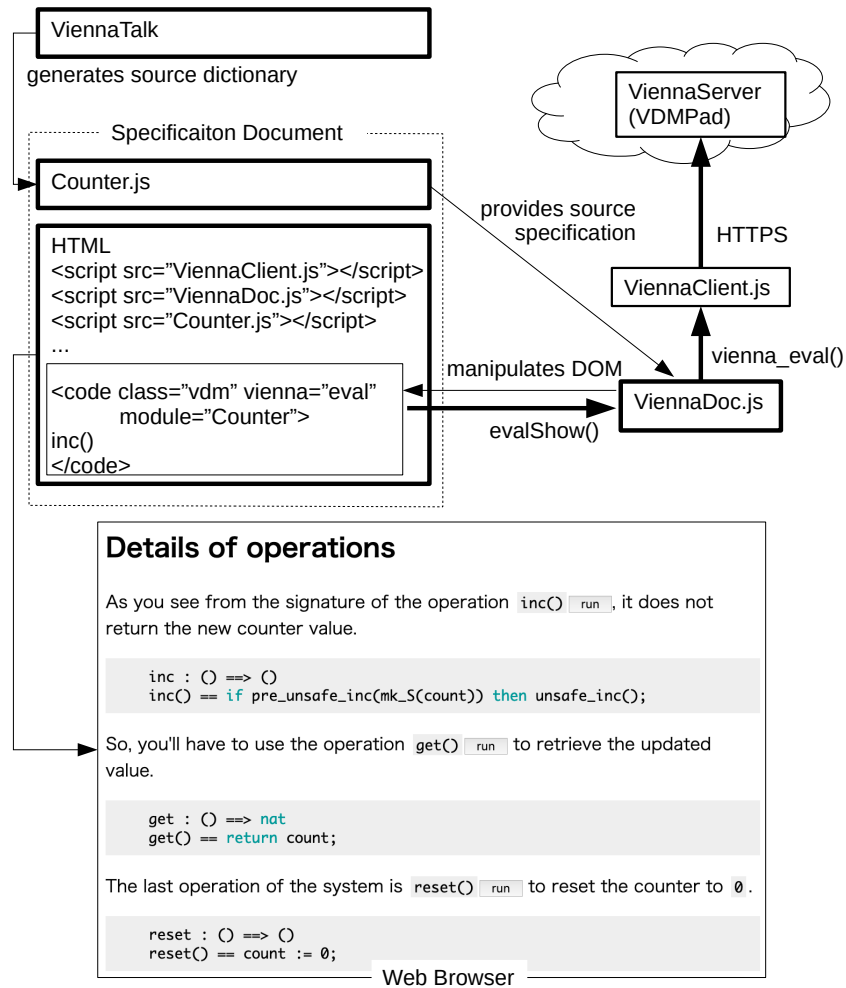 ViennaTalk
generates source dictionary
ViennaServer
(VDMPad)
Specificaiton Document
Counter.js
provides source
specification
HTTPS
HTML
<script src=”ViennaClient.js”></script>
<script src=”ViennaDoc.js”></script>
<script src=”Counter.js”></script>
...
ViennaClient.js
vienna_eval()
manipulates DOM
<code class=”vdm” vienna=”eval”
module=”Counter”>
inc()
</code>
ViennaDoc.js
evalShow()
Details of operations
As you see from the signature of the operation inc() run , it does not
return the new counter value.
inc : () ==> ()
inc() == if pre_unsafe_inc(mk_S(count)) then unsafe_inc();
So, you'll have to use the operation get() run to retrieve the updated
value.
get : () ==> nat
get() == return count;
The last operation of the system is reset() run to reset the counter to 0 .
reset : () ==> ()
reset() == count := 0;
Web Browser